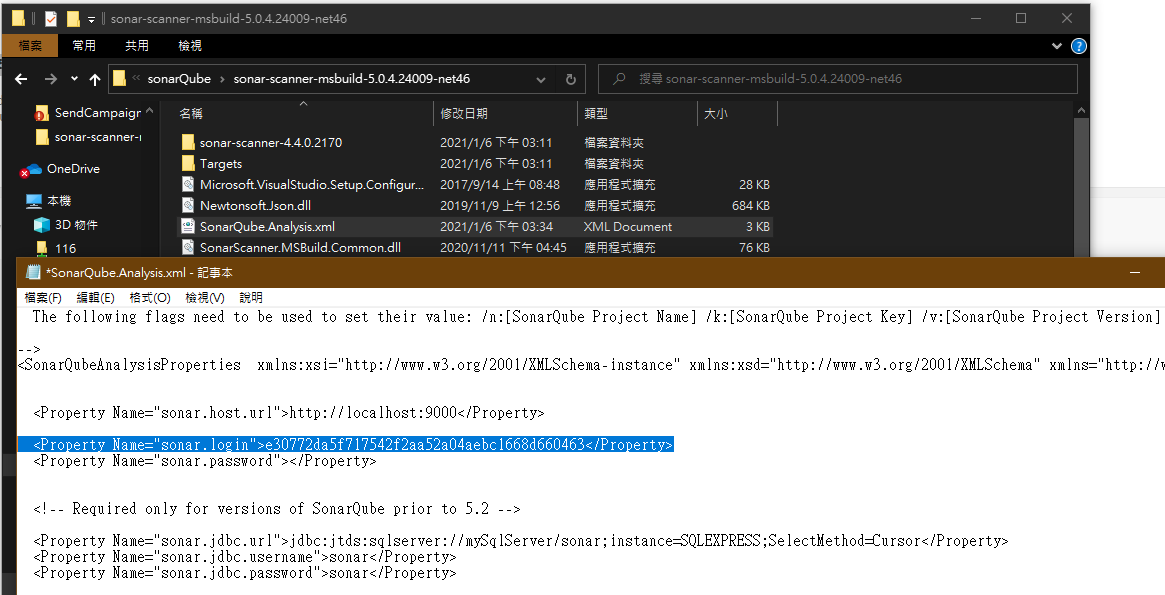 sonar-scanner-msbuild-5.0.4.24009-net46
檔案 常用 共用 檢視
sonarQube › sonar-scanner-msbuild-5.0.4.24009-net46 搜尋 sonar-scanner-msbuild-5.0.4.24009-net46
SendCampaign
sonar-scanner-
OneDrive
本機
3D 物件
116
名稱 修改日期 類型 大小
sonar-scanner-4.4.0.2170 2021/1/6 下午 03:11 檔案資料夾
Targets 2021/1/6 下午 03:11 檔案資料夾
Microsoft.VisualStudio.Setup.Configur... 2017/9/14 上午 08:48 應用程式擴充 28 KB
Newtonsoft.Json.dll 2019/11/9 上午 12:56 應用程式擴充 684 KB
SonarQube.Analysis.xml 2021/1/6 下午 03:34 XML Document 3 KB
SonarScanner.MSBuild.Common.dll 2020/11/11 下午 04:45 應用程式擴充 76 KB
*SonarQube.Analysis.xml - 記事本
檔案(F) 編輯(E) 格式(O) 檢視(V) 說明
The following flags need to be used to set their value: /n:[SonarQube Project Name] /k:[SonarQube Project Key] /v:[SonarQube Project Version]
-->
<SonarQubeAnalysisProperties  xmlns:xsi="http://www.w3.org/2001/XMLSchema-instance" xmlns:xsd="http://www.w3.org/2001/XMLSchema" xmlns="http://w
<Property Name="sonar.host.url">http://localhost:9000</Property>
<Property Name="sonar.login">e30772da5f717542f2aa52a04aebc1668d660463</Property>
<Property Name="sonar.password"></Property>
<!-- Required only for versions of SonarQube prior to 5.2 -->
<Property Name="sonar.jdbc.url">jdbc:jtds:sqlserver://mySqlServer/sonar;instance=SQLEXPRESS;SelectMethod=Cursor</Property>
<Property Name="sonar.jdbc.username">sonar</Property>
<Property Name="sonar.jdbc.password">sonar</Property>